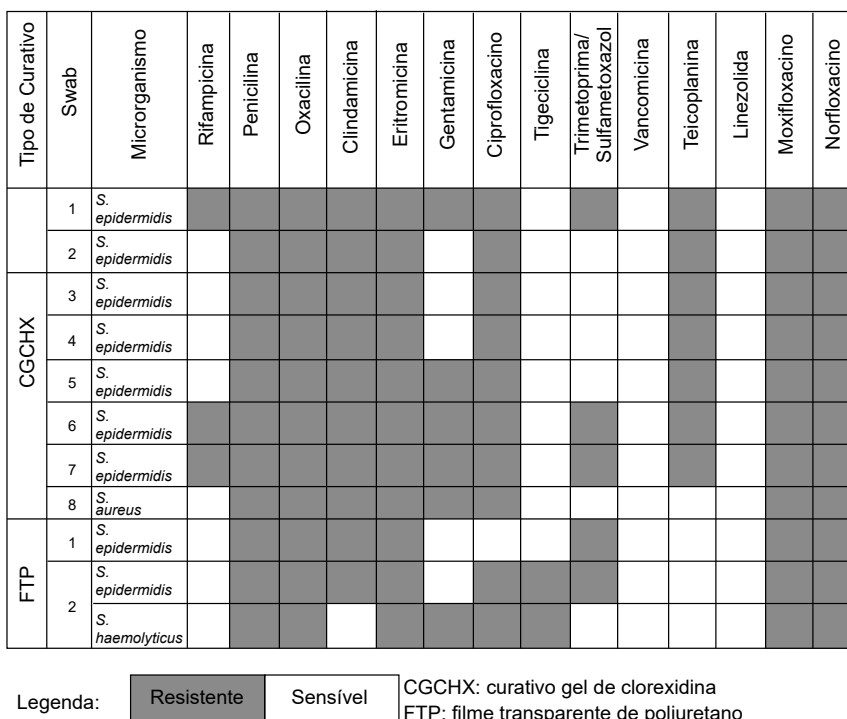 Tipo de Curativo
Swab
Microrganismo
Rifampicina
Penicilina
Oxacilina
Clindamicina
Eritromicina
Gentamicina
Ciprofloxacino
Tigeciclina
Trimetoprima/
Sulfametoxazol
Vancomicina
Teicoplanina
Linezolida
Moxifloxacino
Norfloxacino
CGCHX
1
S.
epidermidis
2
S.
epidermidis
3
S.
epidermidis
4
S.
epidermidis
5
S.
epidermidis
6
S.
epidermidis
7
S.
epidermidis
8
S.
aureus
FTP
1
S.
epidermidis
2
S.
epidermidis
S.
haemolyticus
Legenda:
Resistente
Sensível
CGCHX: curativo gel de clorexidina
FTP: filme transparente de poliuretano